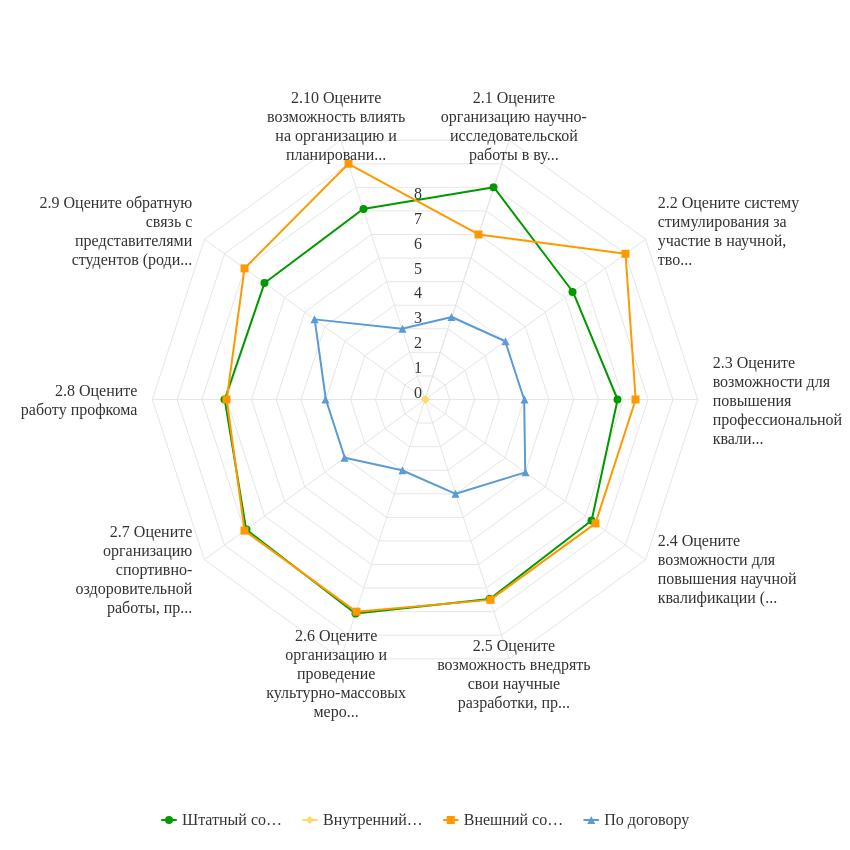 2.10 Оцените
возможность влиять
на организацию и
планировани...
2.1 Оцените
организацию научно-
исследовательской
работы в ву...
2.9 Оцените обратную
связь с
представителями
студентов (роди...
2.2 Оцените систему
стимулирования за
участие в научной,
тво...
8
7
6
5
4
3
2
1
0
2.8 Оцените
работу профкома
2.3 Оцените
возможности для
повышения
профессиональной
квали...
2.7 Оцените
организацию
спортивно-
оздоровительной
работы, пр...
2.4 Оцените
возможности для
повышения научной
квалификации (...
2.6 Оцените
организацию и
проведение
культурно-массовых
меро...
2.5 Оцените
возможность внедрять
свои научные
разработки, пр...
Штатный со… Внутренний… Внешний со… По договору